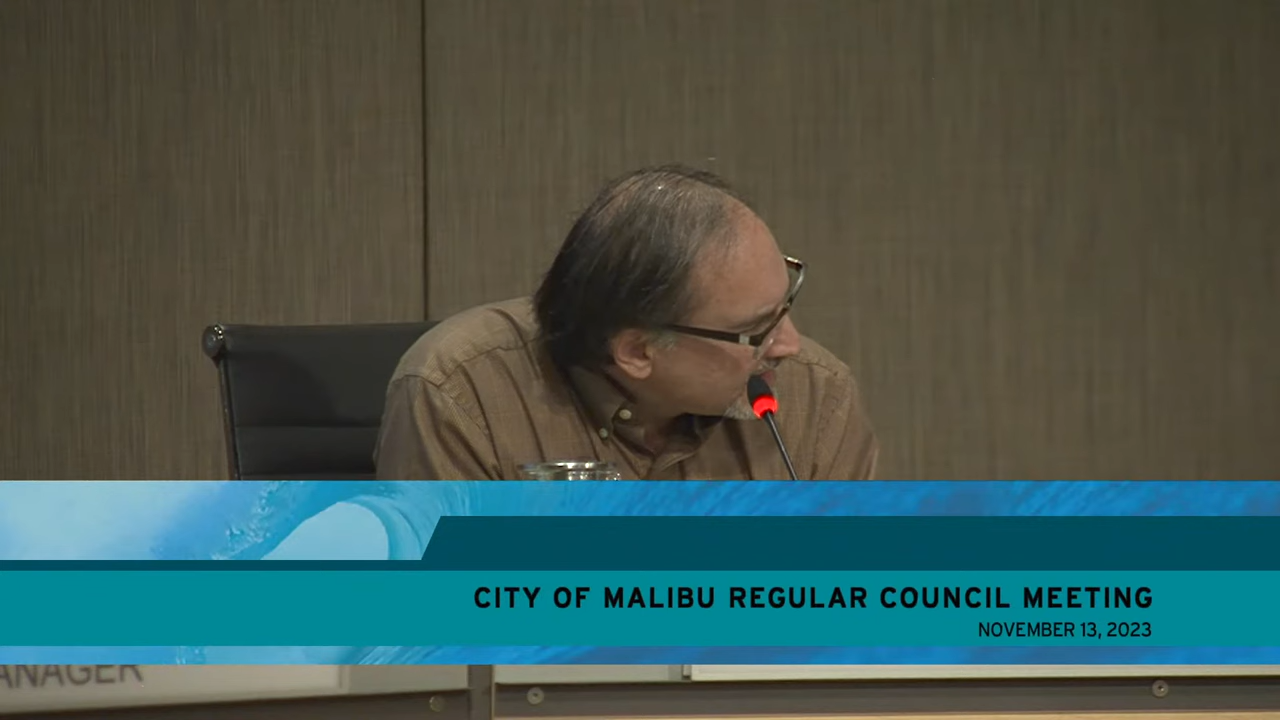 CITY OF MALIBU REGULAR COUNCIL MEETING
NOVEMBER 13, 2023
ANAGER